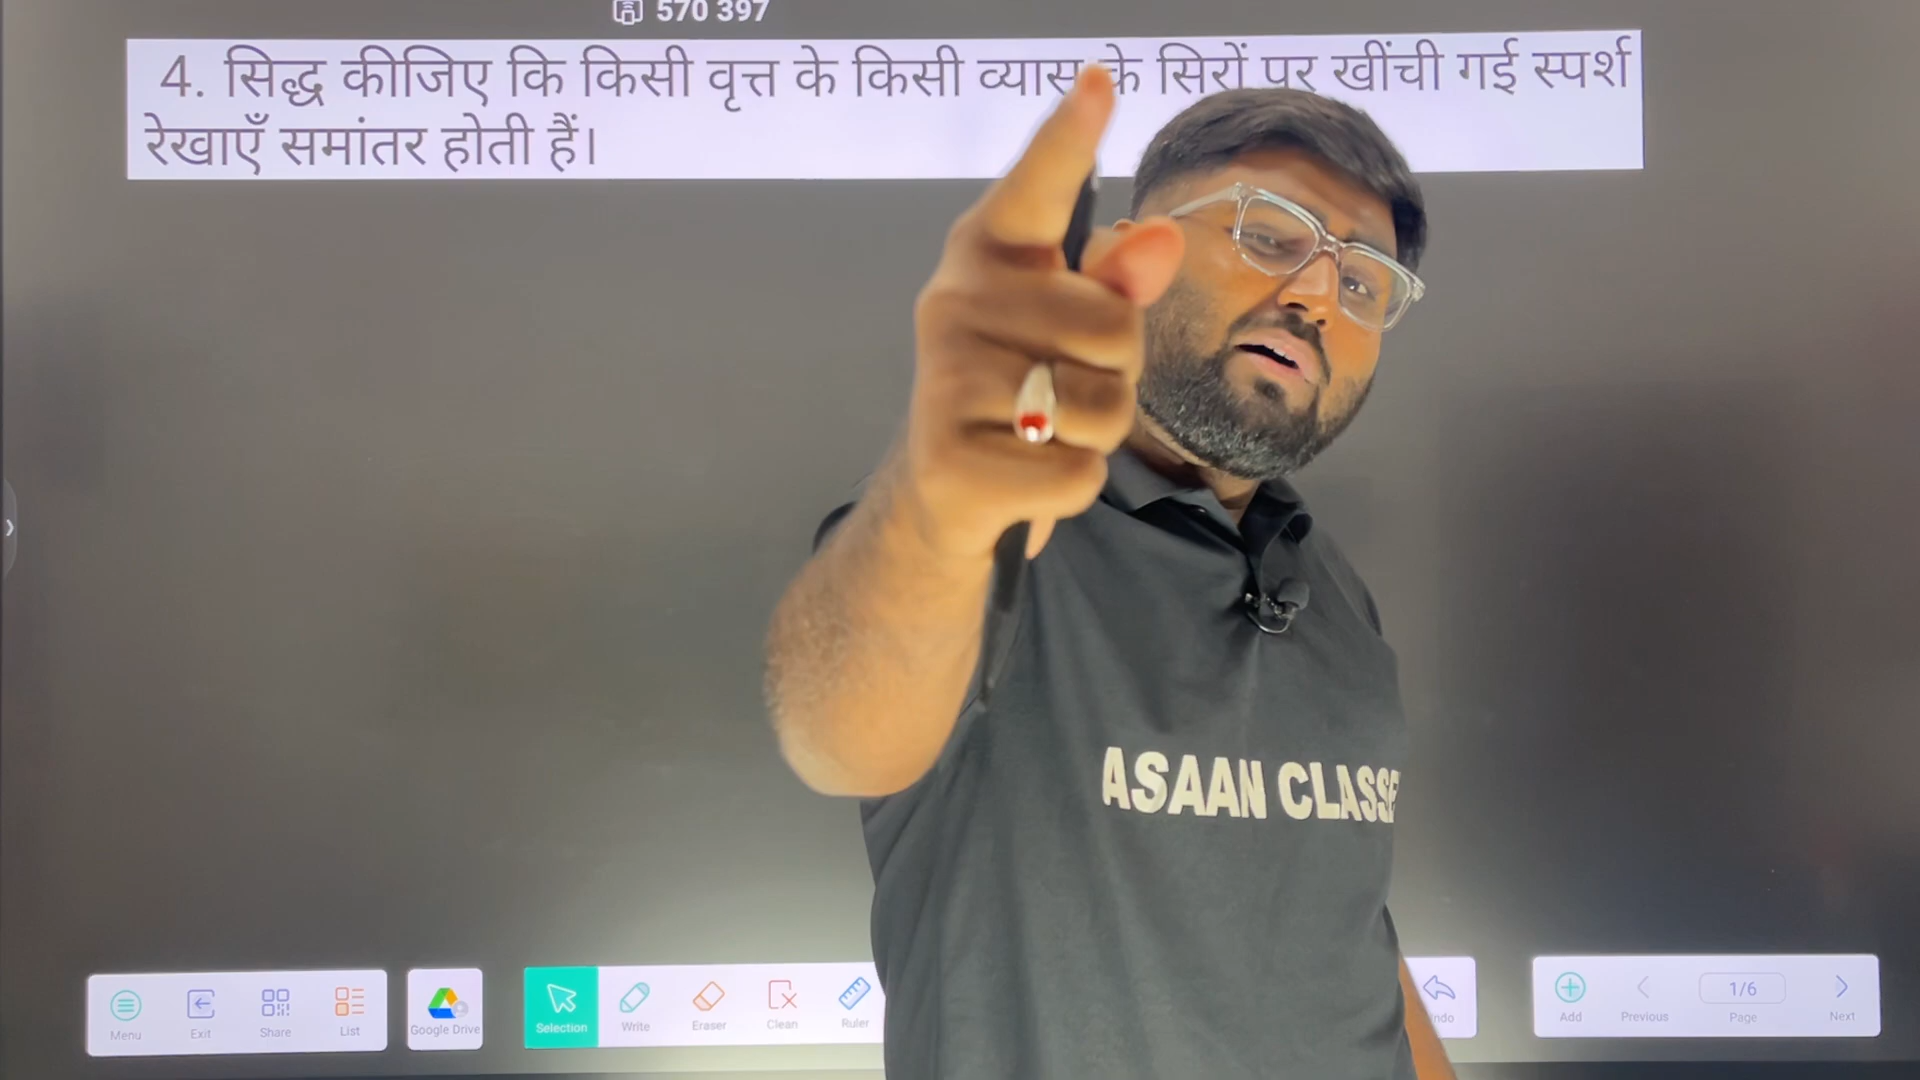 570 397
4. सिद्ध कीजिए कि किसी वृत्त के किसी व्यास के सिरों पर खींची गई स्पर्श
रेखाएँ समांतर होती हैं।
ASAAN CLASSE
Menu Exit Share List Google Drive Selection Write Eraser Clean Ruler ndo Add Previous 1/6 Page Next